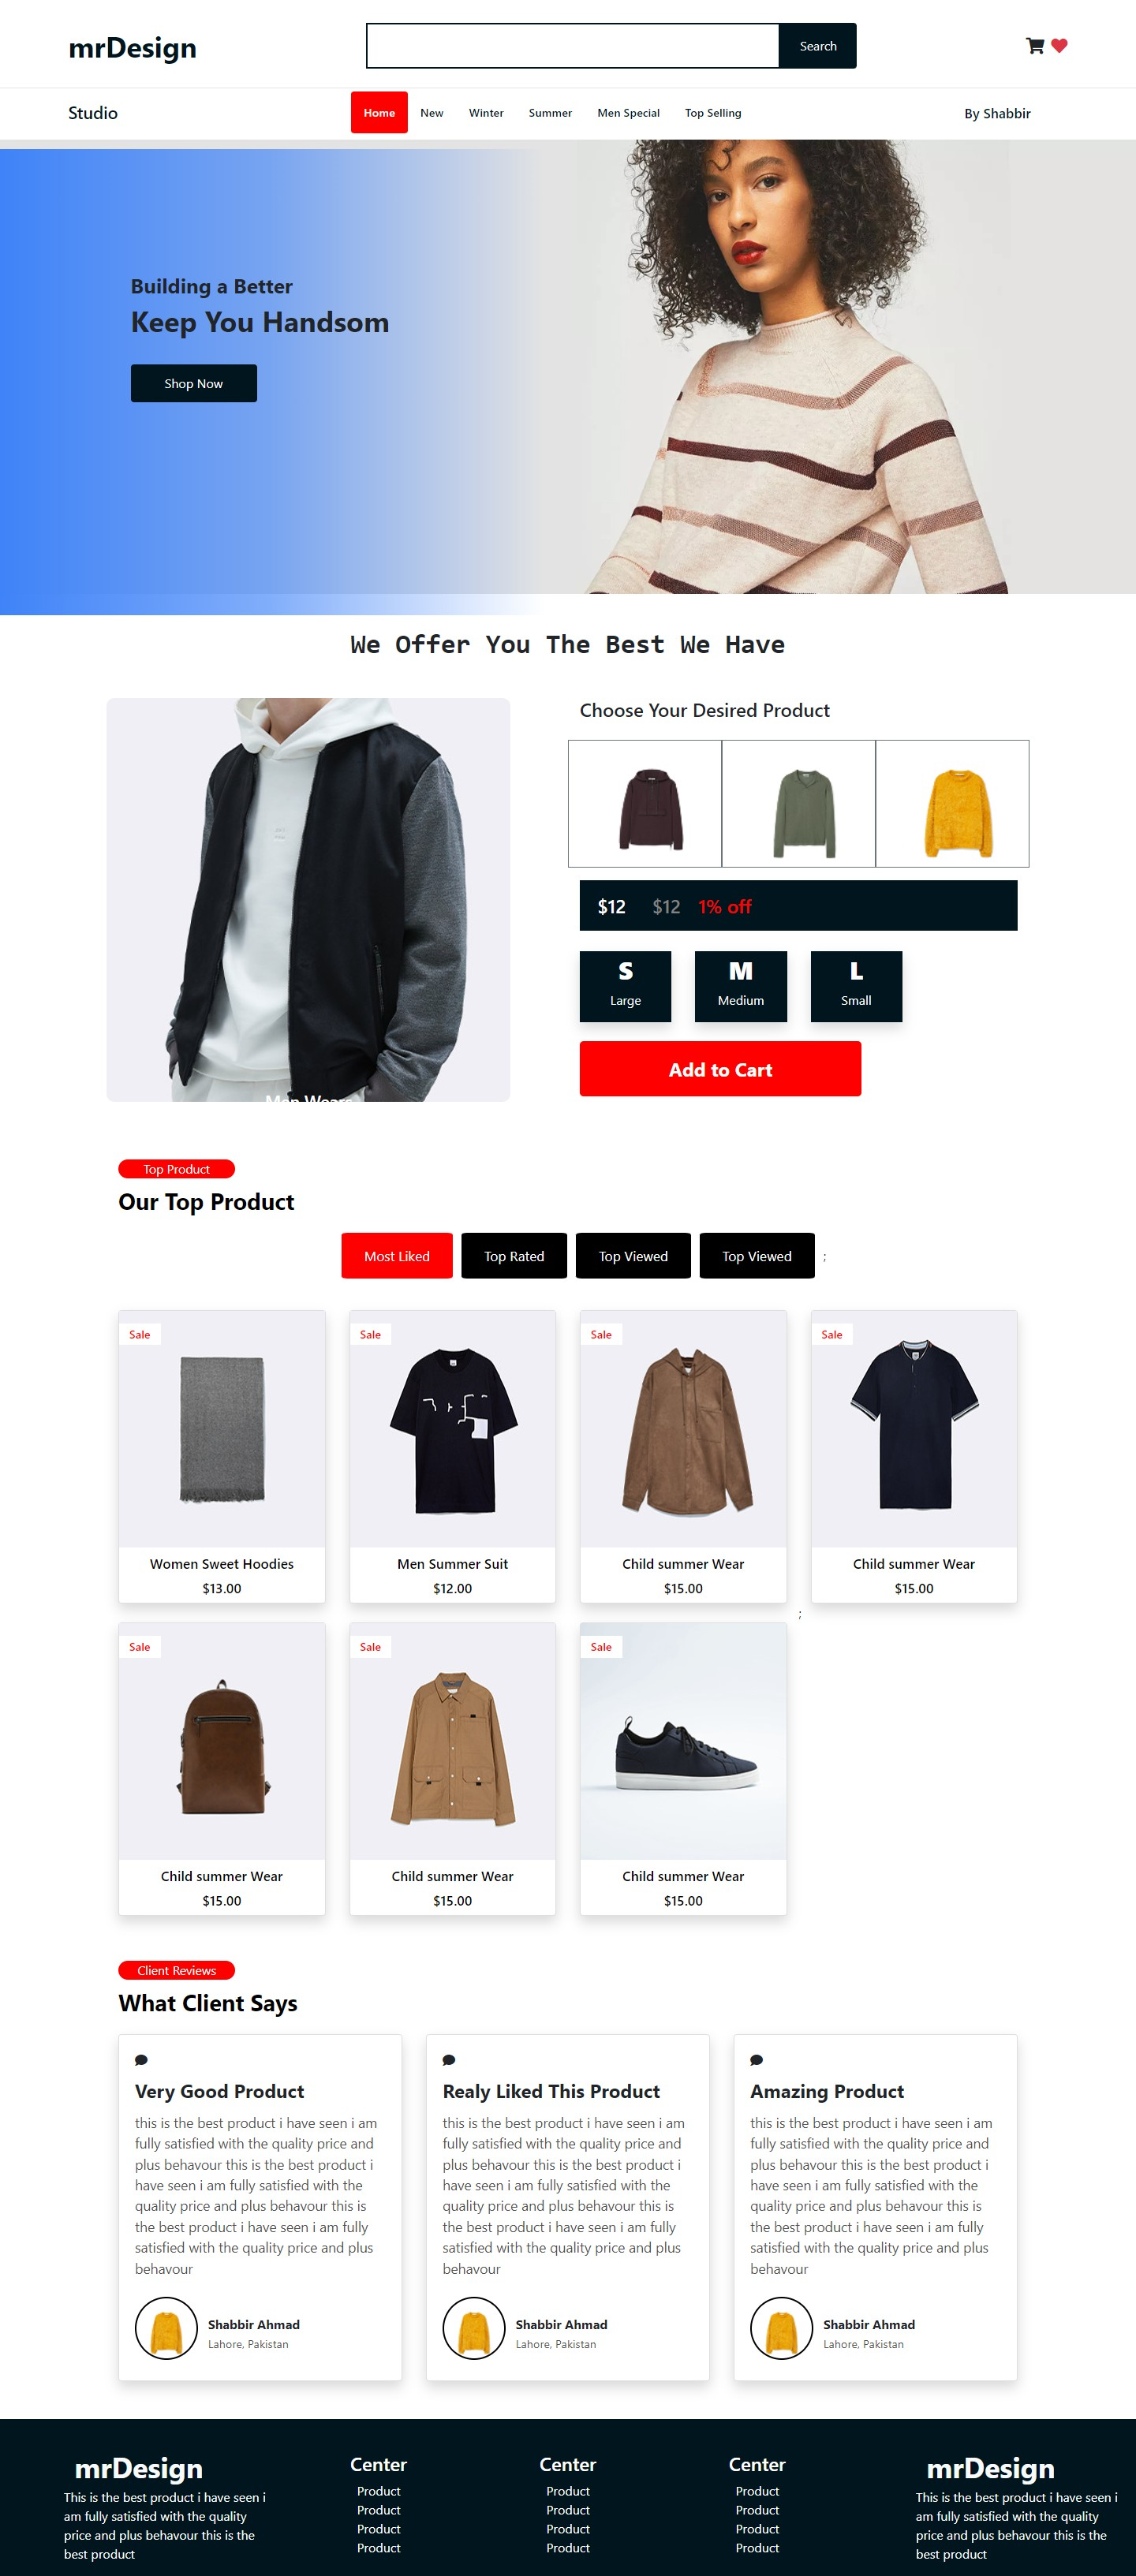 mrDesign
Search
Studio
Home New Winter Summer Men Special Top Selling
By Shabbir
Building a Better
Keep You Handsom
Shop Now
We Offer You The Best We Have
Choose Your Desired Product
$12 $12 1% off
S M L
Large Medium Small
Add to Cart
Men Wears
Top Product
Our Top Product
Most Liked Top Rated Top Viewed Top Viewed ;
Sale Sale Sale Sale
Women Sweet Hoodies Men Summer Suit Child summer Wear Child summer Wear
$13.00 $12.00 $15.00 $15.00
;
Sale Sale Sale
Child summer Wear Child summer Wear Child summer Wear
$15.00 $15.00 $15.00
Client Reviews
What Client Says
Very Good Product
this is the best product i have seen i am
fully satisfied with the quality price and
plus behavour this is the best product i
have seen i am fully satisfied with the
quality price and plus behavour this is
the best product i have seen i am fully
satisfied with the quality price and plus
behavour
Shabbir Ahmad
Lahore, Pakistan
Realy Liked This Product
this is the best product i have seen i am
fully satisfied with the quality price and
plus behavour this is the best product i
have seen i am fully satisfied with the
quality price and plus behavour this is
the best product i have seen i am fully
satisfied with the quality price and plus
behavour
Shabbir Ahmad
Lahore, Pakistan
Amazing Product
this is the best product i have seen i am
fully satisfied with the quality price and
plus behavour this is the best product i
have seen i am fully satisfied with the
quality price and plus behavour this is
the best product i have seen i am fully
satisfied with the quality price and plus
behavour
Shabbir Ahmad
Lahore, Pakistan
mrDesign
This is the best product i have seen i
am fully satisfied with the quality
price and plus behavour this is the
best product
Center
Product
Product
Product
Product
Center
Product
Product
Product
Product
Center
Product
Product
Product
Product
mrDesign
This is the best product i have seen i
am fully satisfied with the quality
price and plus behavour this is the
best product